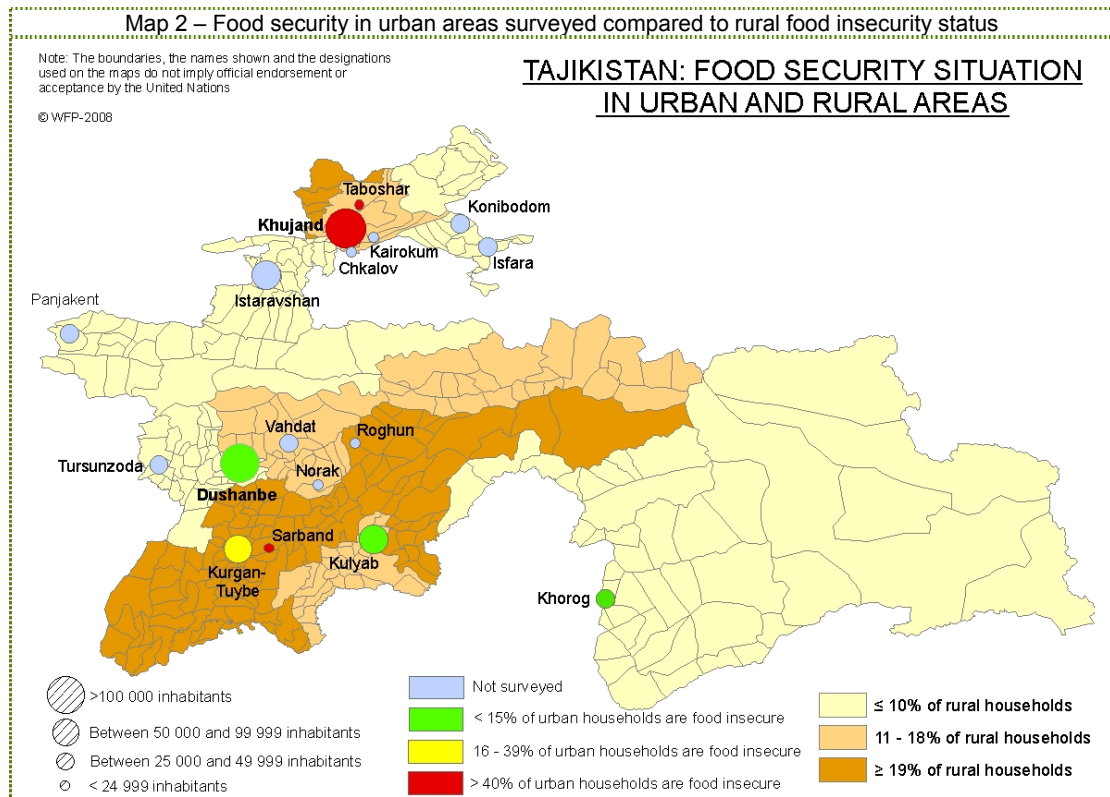 Map 2 – Food security in urban areas surveyed compared to rural food insecurity status
Note: The boundaries, the names shown and the designations
used on the maps do not imply official endorsement or
acceptance by the United Nations
© WFP-2008
TAJIKISTAN: FOOD SECURITY SITUATION
IN URBAN AND RURAL AREAS
Taboshar
Khujand
Konibodom
Kairokum
Isfara
Chkalov
Istaravshan
Panjakent
Vahdat
Roghun
Tursunzoda
Norak
Dushanbe
Sarband
Kulyab
Kurgan-
Tuybe
Khorog
>100 000 inhabitants
Between 50 000 and 99 999 inhabitants
Between 25 000 and 49 999 inhabitants
< 24 999 inhabitants
Not surveyed
< 15% of urban households are food insecure
16 - 39% of urban households are food insecure
> 40% of urban households are food insecure
≤ 10% of rural households
11 - 18% of rural households
≥ 19% of rural households